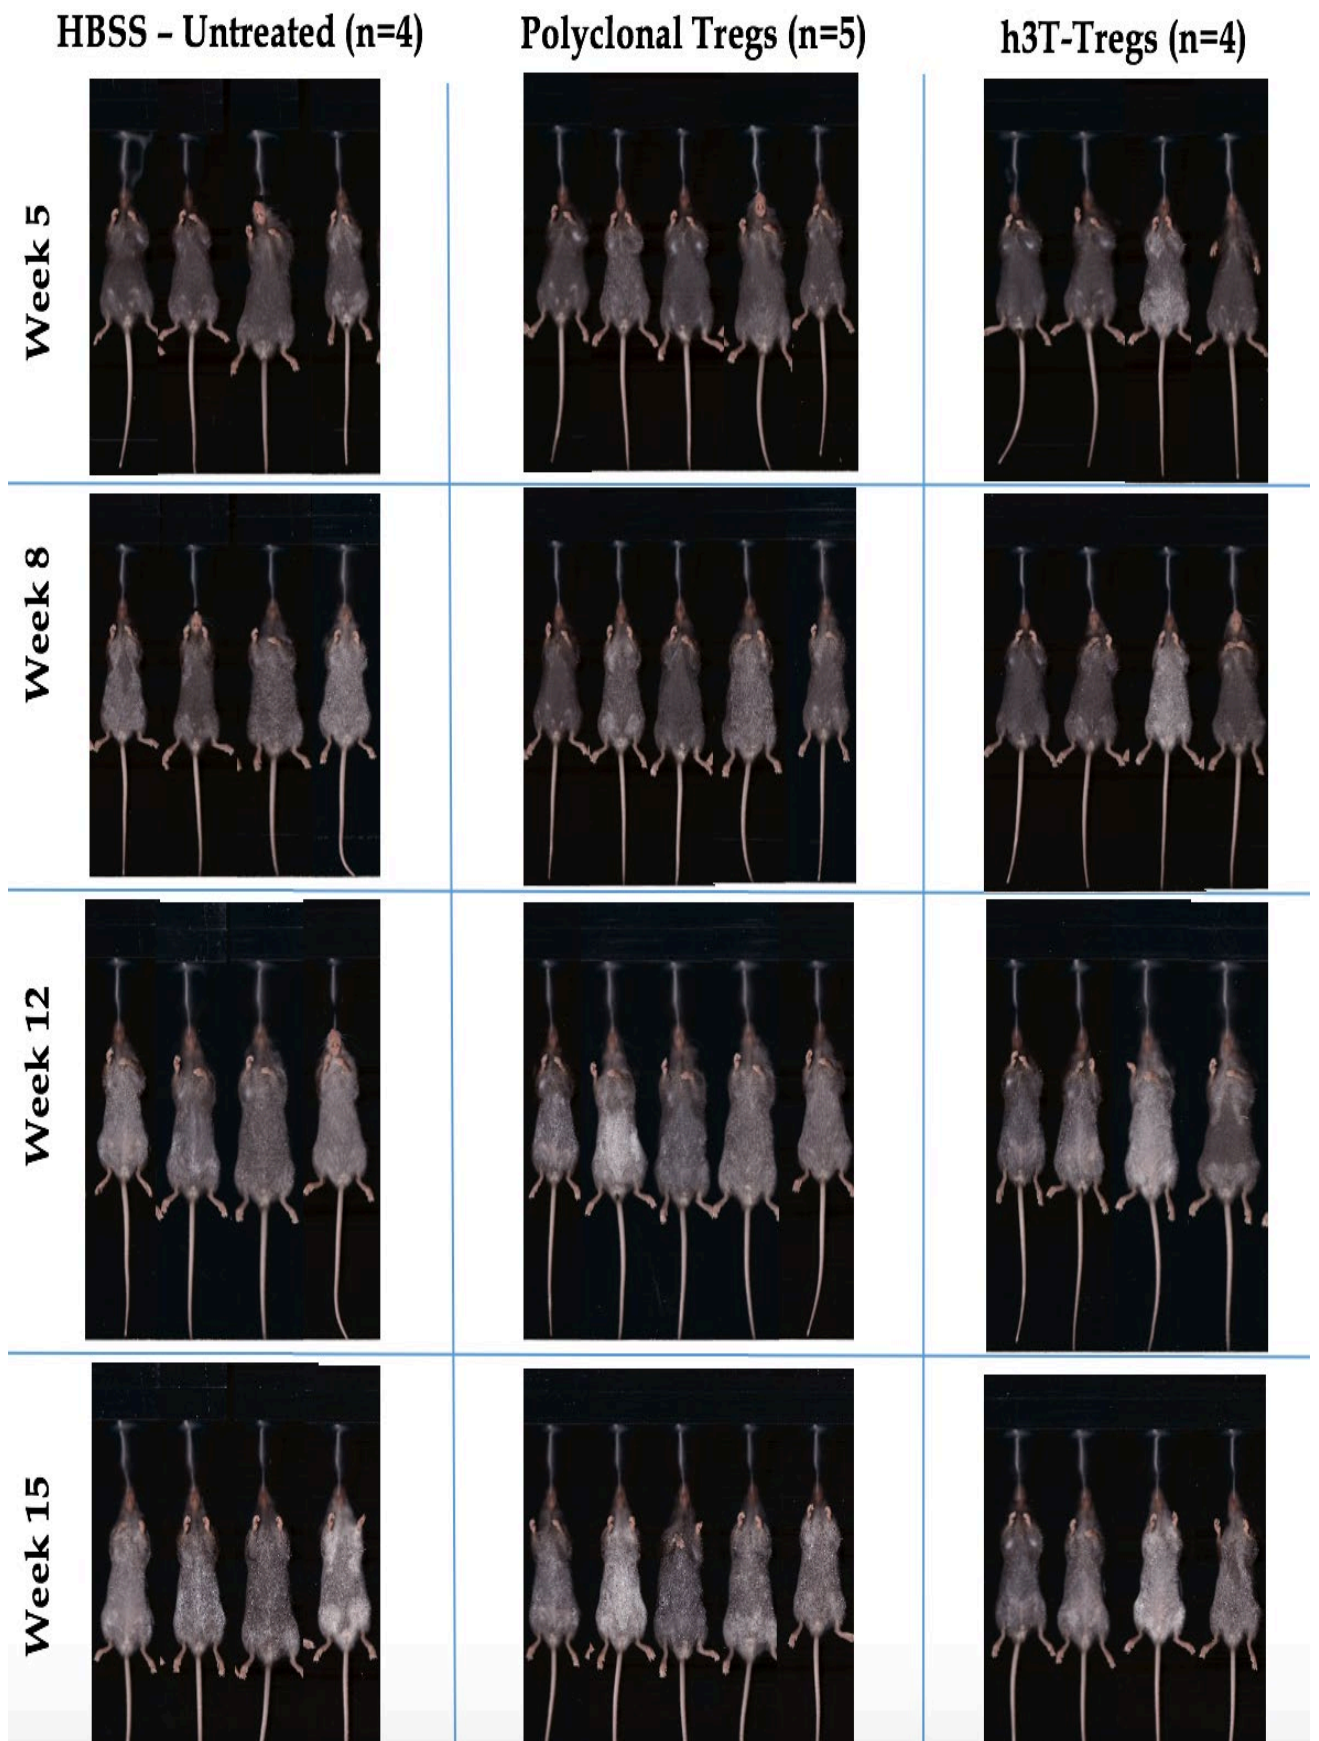 HBSS – Untreated (n=4)
Polyclonal Tregs (n=5)
h3T-Tregs (n=4)
Week 5
Week 8
Week 12
Week 15